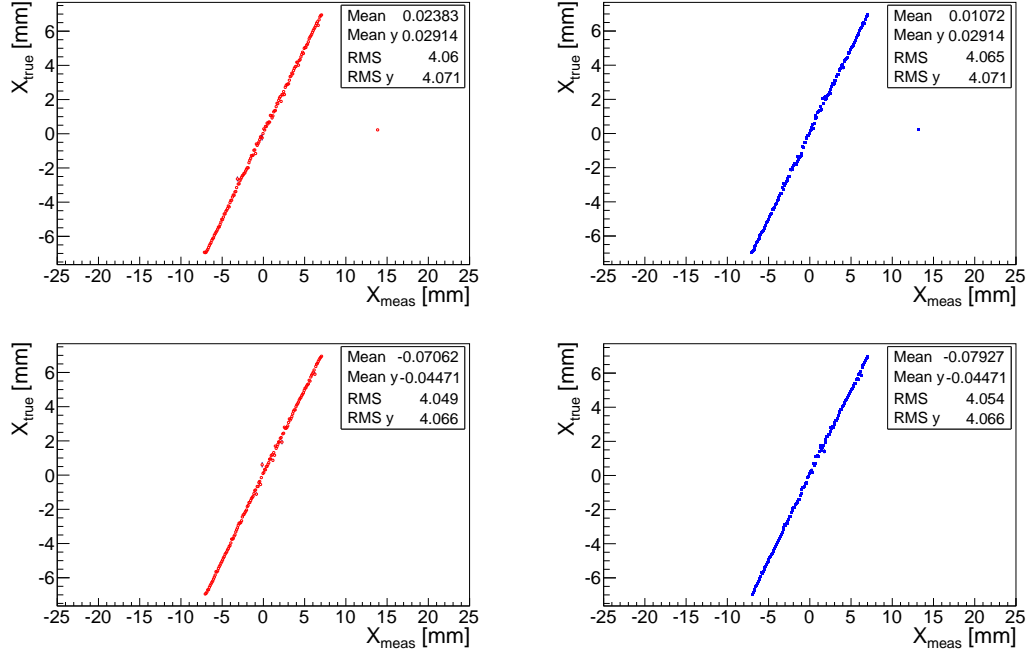 X_true [mm]
6
4
2
0
-2
-4
-6
Mean 0.02383
Mean y 0.02914
RMS 4.06
RMS y 4.071
-25 -20 -15 -10 -5 0 5 10 15 20 25
X_meas [mm]
X_true [mm]
6
4
2
0
-2
-4
-6
Mean 0.01072
Mean y 0.02914
RMS 4.065
RMS y 4.071
-25 -20 -15 -10 -5 0 5 10 15 20 25
X_meas [mm]
X_true [mm]
6
4
2
0
-2
-4
-6
Mean -0.07062
Mean y -0.04471
RMS 4.049
RMS y 4.066
-25 -20 -15 -10 -5 0 5 10 15 20 25
X_meas [mm]
X_true [mm]
6
4
2
0
-2
-4
-6
Mean -0.07927
Mean y -0.04471
RMS 4.054
RMS y 4.066
-25 -20 -15 -10 -5 0 5 10 15 20 25
X_meas [mm]